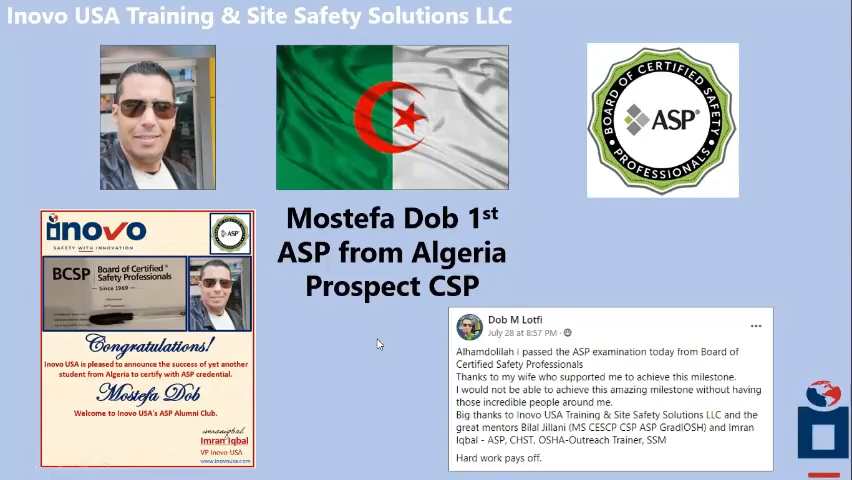 Inovo USA Training & Site Safety Solutions LLC
BOARD OF CERTIFIED SAFETY
ASP®
PROFESSIONALS
Mostefa Dob 1st
ASP from Algeria
Prospect CSP
inovo
SAFETY WITH INNOVATION
ASP
BCSP
Board of Certified®
Safety Professionals
Since 1969
Congratulations!
Inovo USA is pleased to announce the success of yet another
student from Algeria to certify with ASP credential.
Mostefa Dob
Welcome to Inovo USA's ASP Alumni Club.
imraniqbal
Imran Iqbal
VP Inovo USA
www.inovousa.com
Dob M Lotfi
July 28 at 8:57 PM ·
Alhamdolilah i passed the ASP examination today from Board of
Certified Safety Professionals
Thanks to my wife who supported me to achieve this milestone.
I would not be able to achieve this amazing milestone without having
those incredible people around me.
Big thanks to Inovo USA Training & Site Safety Solutions LLC and the
great mentors Bilal Jillani (MS CESCP CSP ASP GradIOSH) and Imran
Iqbal - ASP, CHST, OSHA-Outreach Trainer, SSM
Hard work pays off.